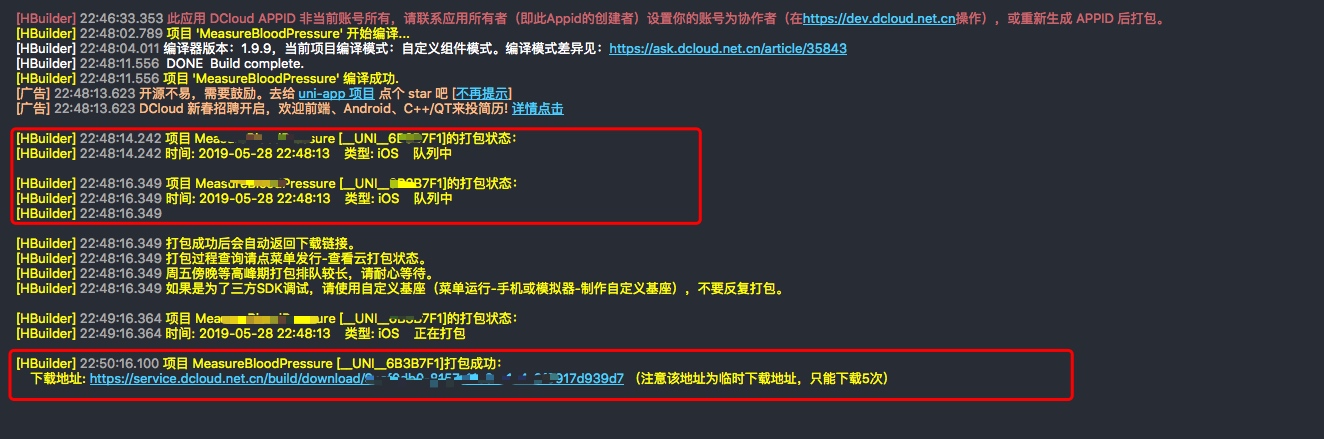 [HBuilder] 22:46:33.353 此应用 DCloud APPID 非当前账号所有，请联系应用所有者（即此Appid的创建者）设置你的账号为协作者（在https://dev.dcloud.net.cn操作），或重新生成 APPID 后打包。
[HBuilder] 22:48:02.789 项目 'MeasureBloodPressure' 开始编译...
[HBuilder] 22:48:04.011 编译器版本：1.9.9，当前项目编译模式：自定义组件模式。编译模式差异见：https://ask.dcloud.net.cn/article/35843
[HBuilder] 22:48:11.556  DONE  Build complete.
[HBuilder] 22:48:11.556 项目 'MeasureBloodPressure' 编译成功.
[广告] 22:48:13.623 开源不易，需要鼓励。去给 uni-app 项目 点个 star 吧 [不再提示]
[广告] 22:48:13.623 DCloud 新春招聘开启，欢迎前端、Android、C++/QT来投简历! 详情点击
[HBuilder] 22:48:14.242 项目 [__UNI__]的打包状态：
[HBuilder] 22:48:14.242 时间: 2019-05-28 22:48:13    类型: iOS    队列中
[HBuilder] 22:48:16.349 项目 [__UNI__]的打包状态：
[HBuilder] 22:48:16.349 时间: 2019-05-28 22:48:13    类型: iOS    队列中
[HBuilder] 22:48:16.349
[HBuilder] 22:48:16.349 打包成功后会自动返回下载链接。
[HBuilder] 22:48:16.349 打包过程查询请点菜单发行-查看云打包状态。
[HBuilder] 22:48:16.349 周五傍晚等高峰期打包排队较长，请耐心等待。
[HBuilder] 22:48:16.349 如果是为了三方SDK调试，请使用自定义基座（菜单运行-手机或模拟器-制作自定义基座），不要反复打包。
[HBuilder] 22:49:16.364 项目 [__UNI__]的打包状态：
[HBuilder] 22:49:16.364 时间: 2019-05-28 22:48:13    类型: iOS    正在打包
[HBuilder] 22:50:16.100 项目 MeasureBloodPressure [__UNI__6B3B7F1]打包成功：
下载地址: https://service.dcloud.net.cn/build/download/ （注意该地址为临时下载地址，只能下载5次）